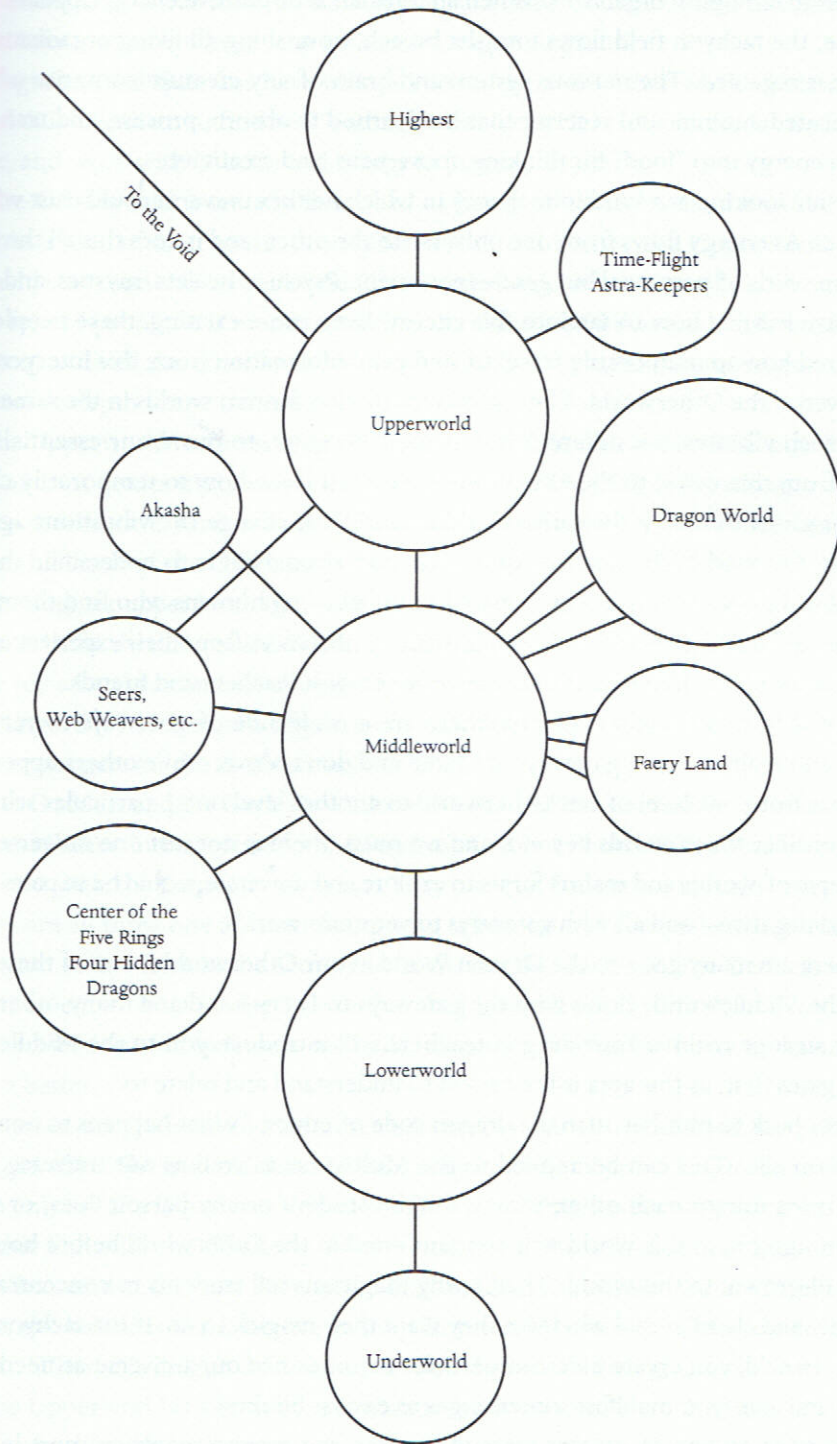 Highest
To the Void
Time-Flight
Astra-Keepers
Upperworld
Akasha
Dragon World
Seers,
Web Weavers, etc.
Middleworld
Faery Land
Center of the
Five Rings
Four Hidden
Dragons
Lowerworld
Underworld